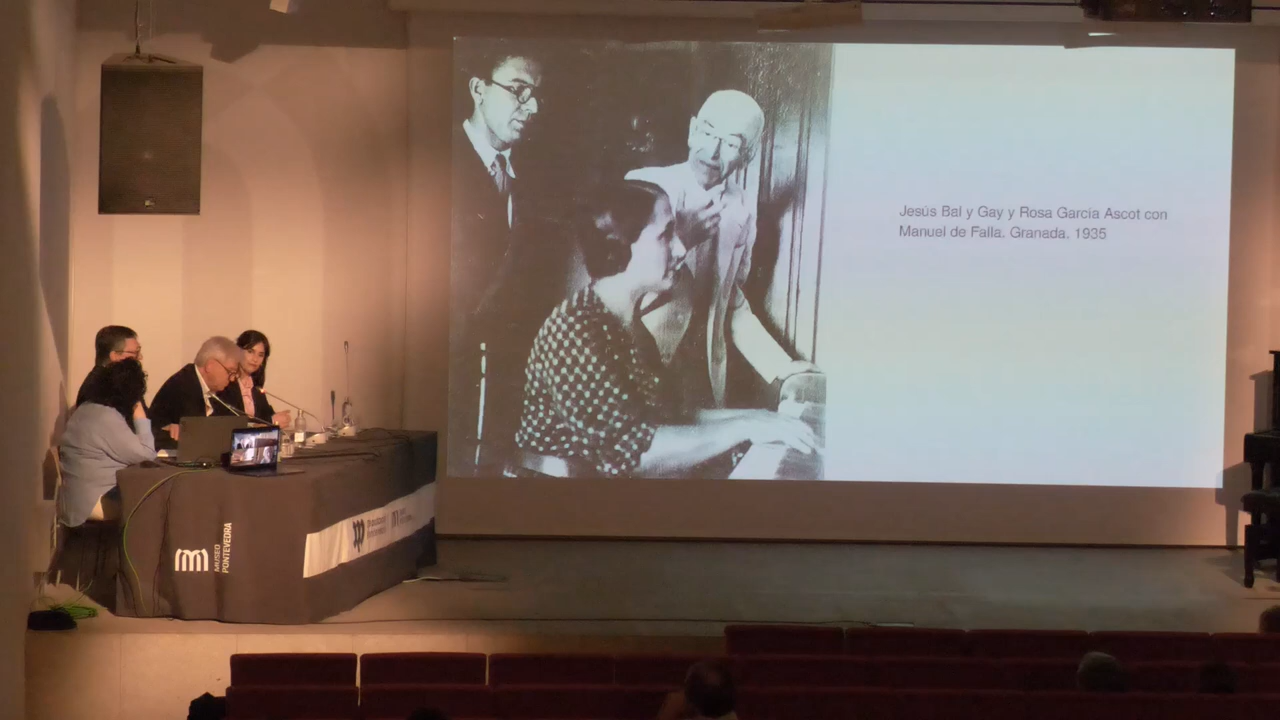 Jesús Bal y Gay y Rosa García Ascot con
Manuel de Falla. Granada. 1935
MUSEO
PONTEVEDRA